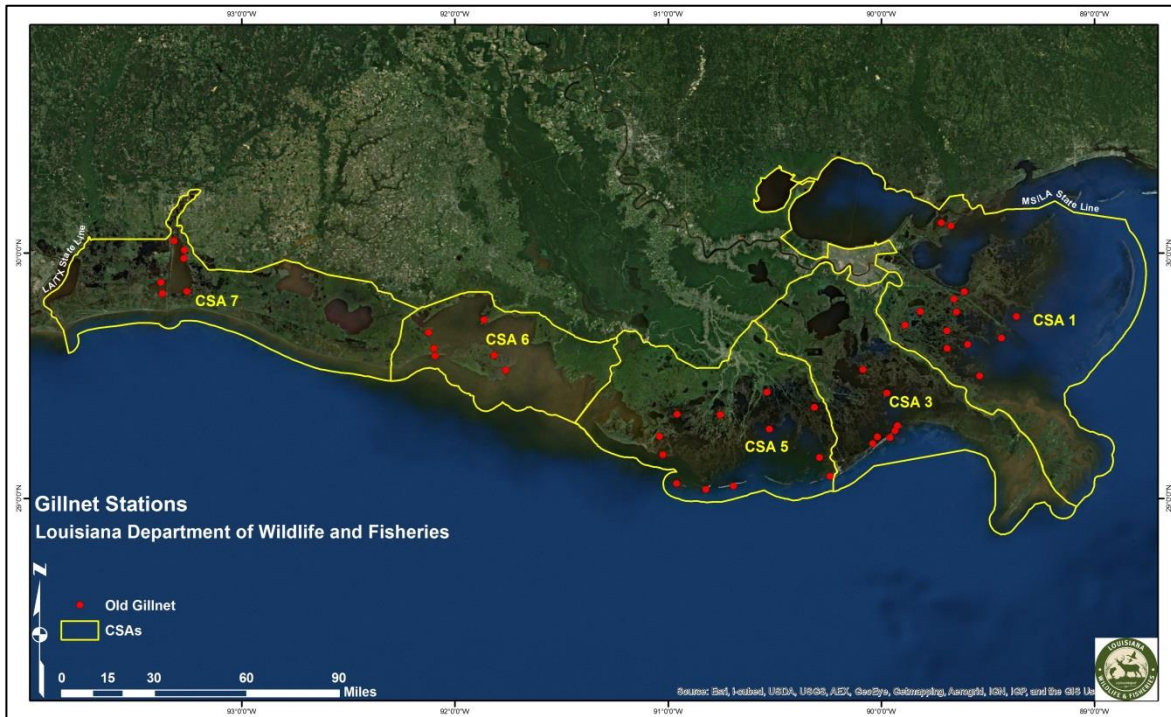 93°0'0"W 92°0'0"W 91°0'0"W 90°0'0"W 89°0'0"W
MS/LA State Line
30°0'0"N
30°0'0"N
LA/TX State Line
CSA 7
CSA 6
CSA 1
CSA 3
CSA 5
29°0'0"N
29°0'0"N
Gillnet Stations
Louisiana Department of Wildlife and Fisheries
N
Old Gillnet
CSAs
0 15 30 60 90
Miles
LOUISIANA
WILDLIFE & FISHERIES
Source: Esri, i-cubed, USDA, USGS, AEX, GeoEye, Getmapping, Aerogrid, IGN, IGP, and the GIS Us
93°0'0"W 92°0'0"W 91°0'0"W 90°0'0"W 89°0'0"W